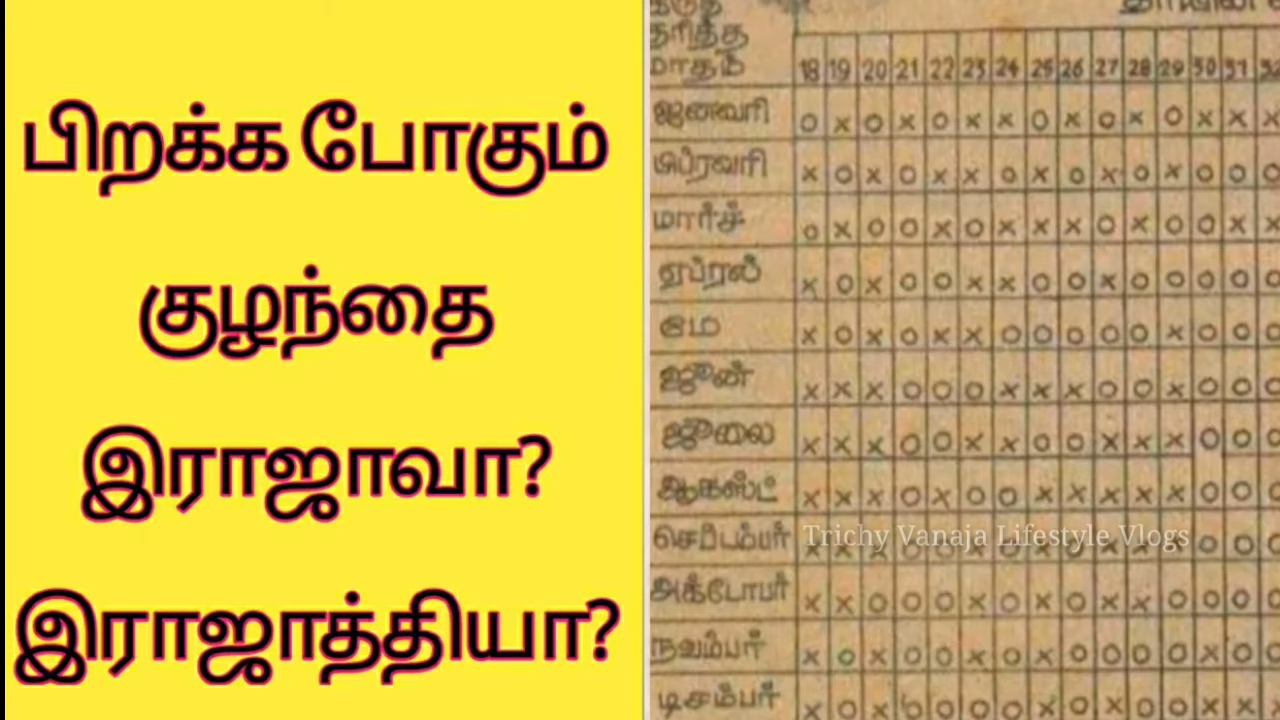 பிறக்க போகும்
குழந்தை
இராஜாவா?
இராஜாத்தியா?
தரித்த
மாதம் 18 19 20 21 22 23 24 25 26 27 28 29 30 31 32
ஜனவரி o x o x o x x o x o x o x x x
பிப்ரவரி x o x o x x o x o x o x o o o
மார்ச் o x o o x o x x x o x o o x x
ஏப்ரல் x o x o o x x o o x o o o o o
மே x o x o x x o o o o o x o o o
ஜூன் x x x o o o x x x o o x o o o
ஜூலை x x x o o x x o o x x x o o o
ஆகஸ்ட் x x x o x o o x x x x x o o o
Trichy Vanaja Lifestyle Vlogs
செப்டம்பர் o o o
அக்டோபர் x x o o o x o x o x x o o o o
நவம்பர் x o x o o x o x o o o o x o o
டிசம்பர் x o x o o o o x o x o x o x x